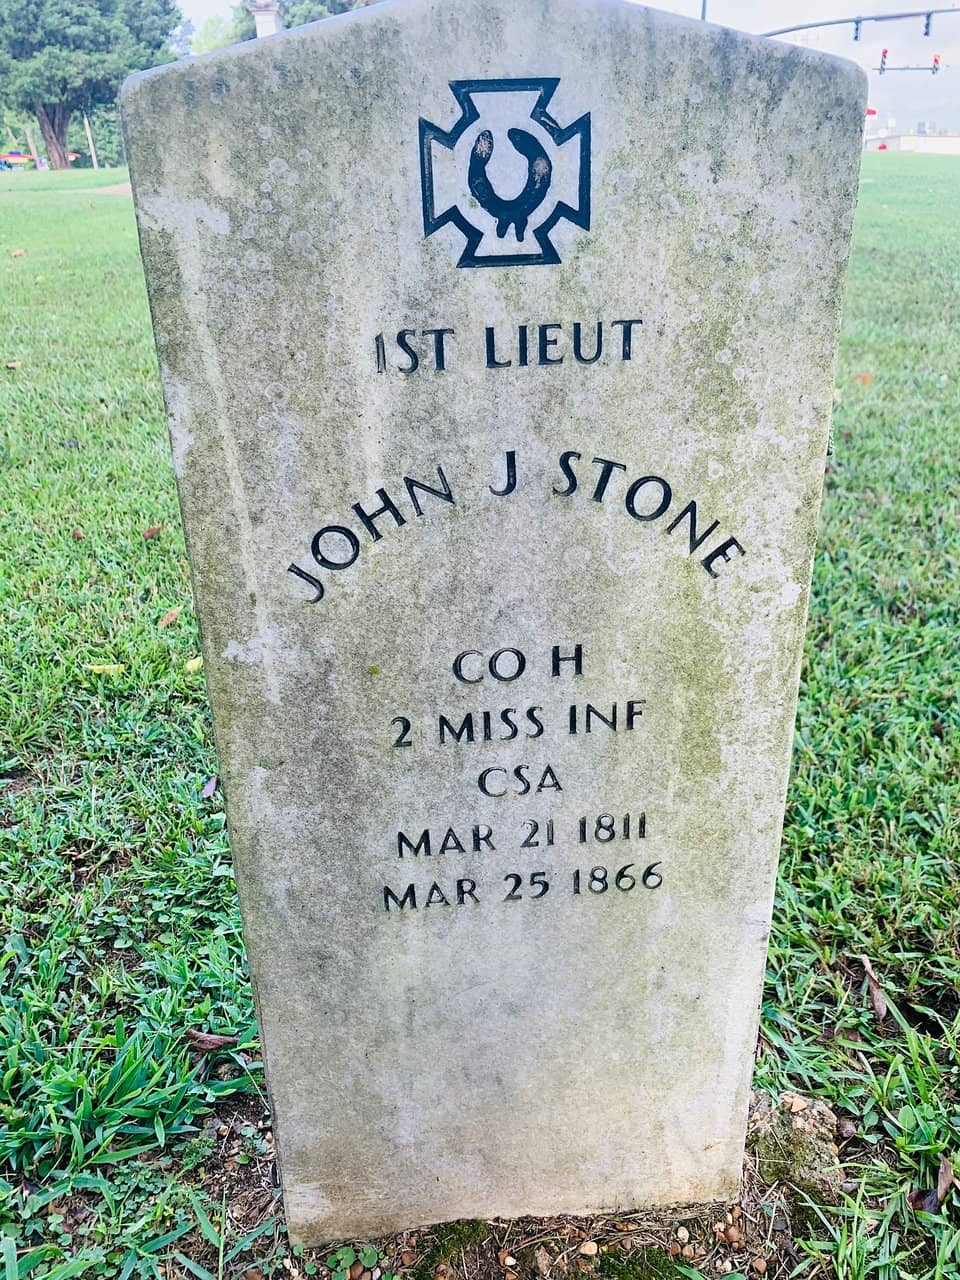 1ST LIEUT
JOHN J STONE
CO H
2 MISS INF
CSA
MAR 21 1811
MAR 25 1866